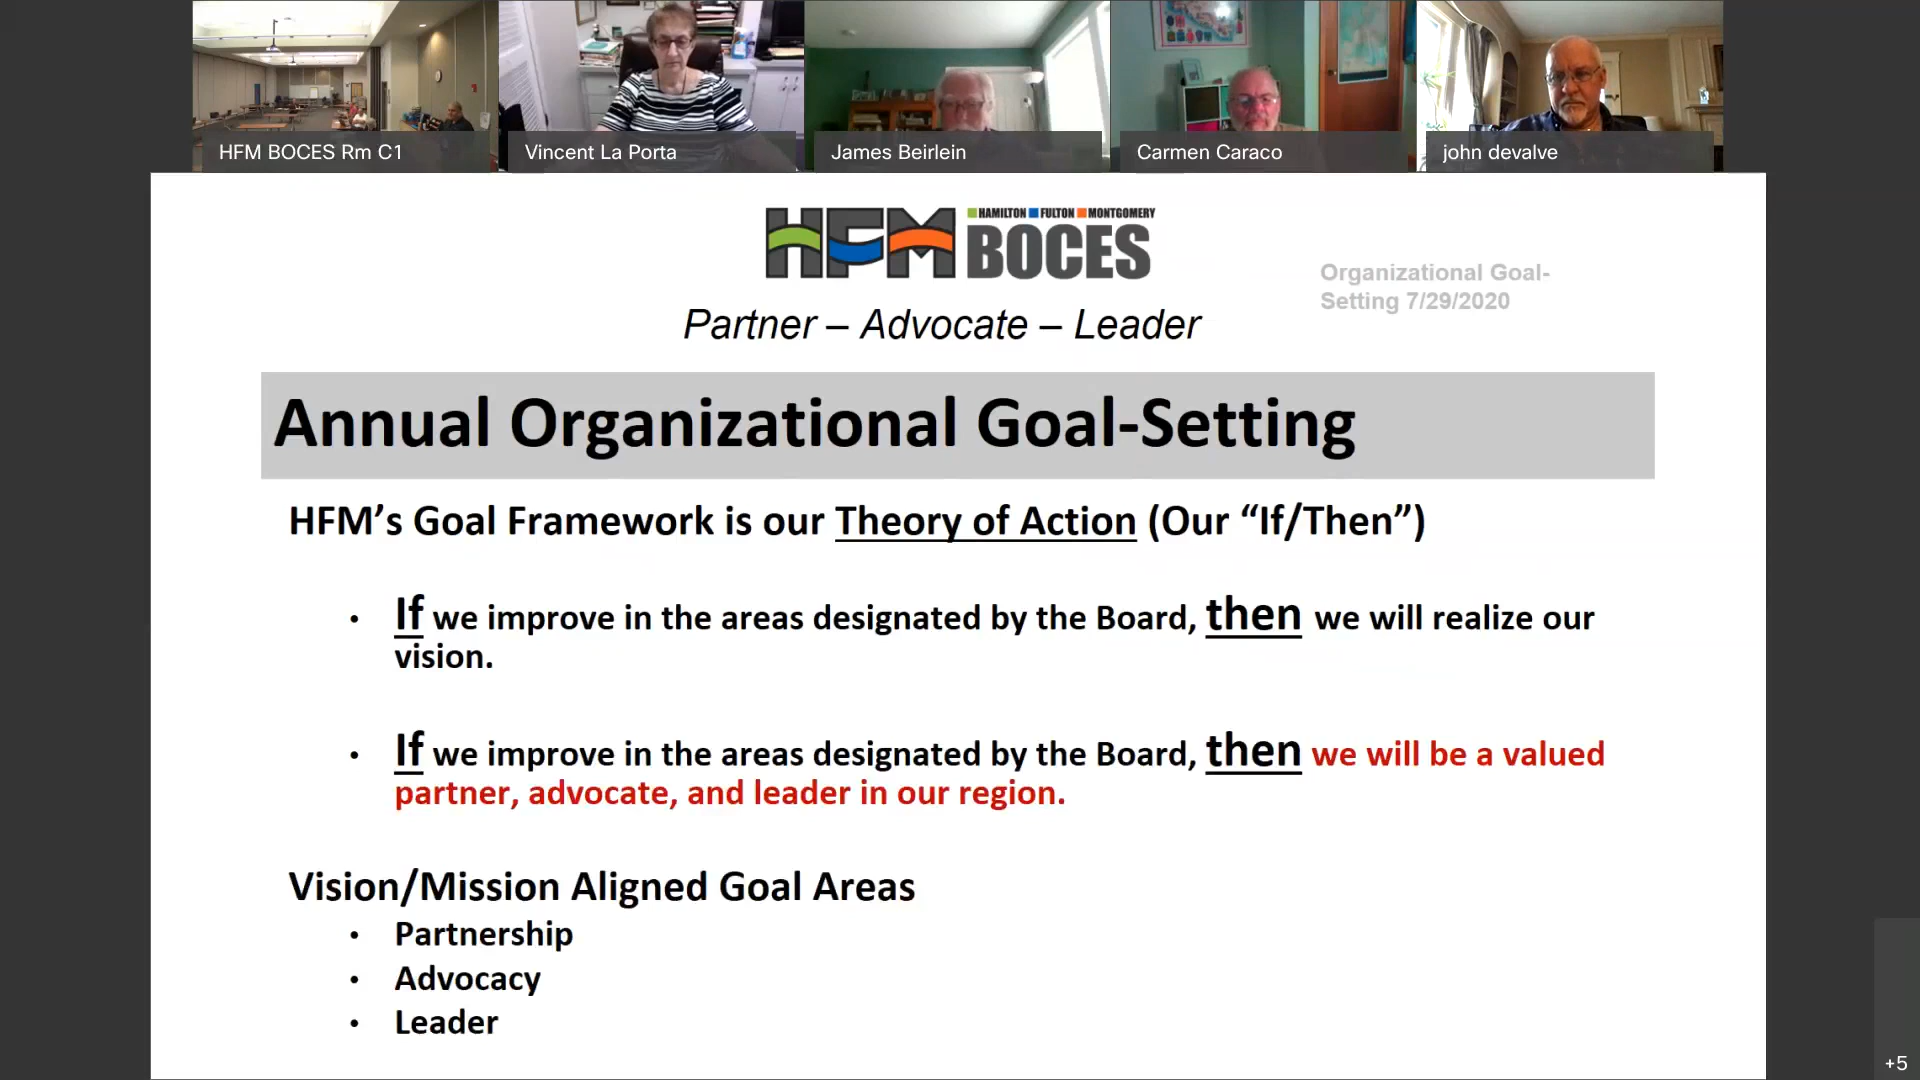 HFM BOCES Rm C1
Vincent La Porta
James Beirlein
Carmen Caraco
john devalve
HFM
HAMILTON FULTON MONTGOMERY
BOCES
Partner – Advocate – Leader
Organizational Goal-
Setting 7/29/2020
Annual Organizational Goal-Setting
HFM’s Goal Framework is our Theory of Action (Our “If/Then”)
• If we improve in the areas designated by the Board, then we will realize our
vision.
• If we improve in the areas designated by the Board, then we will be a valued
partner, advocate, and leader in our region.
Vision/Mission Aligned Goal Areas
• Partnership
• Advocacy
• Leader
+5